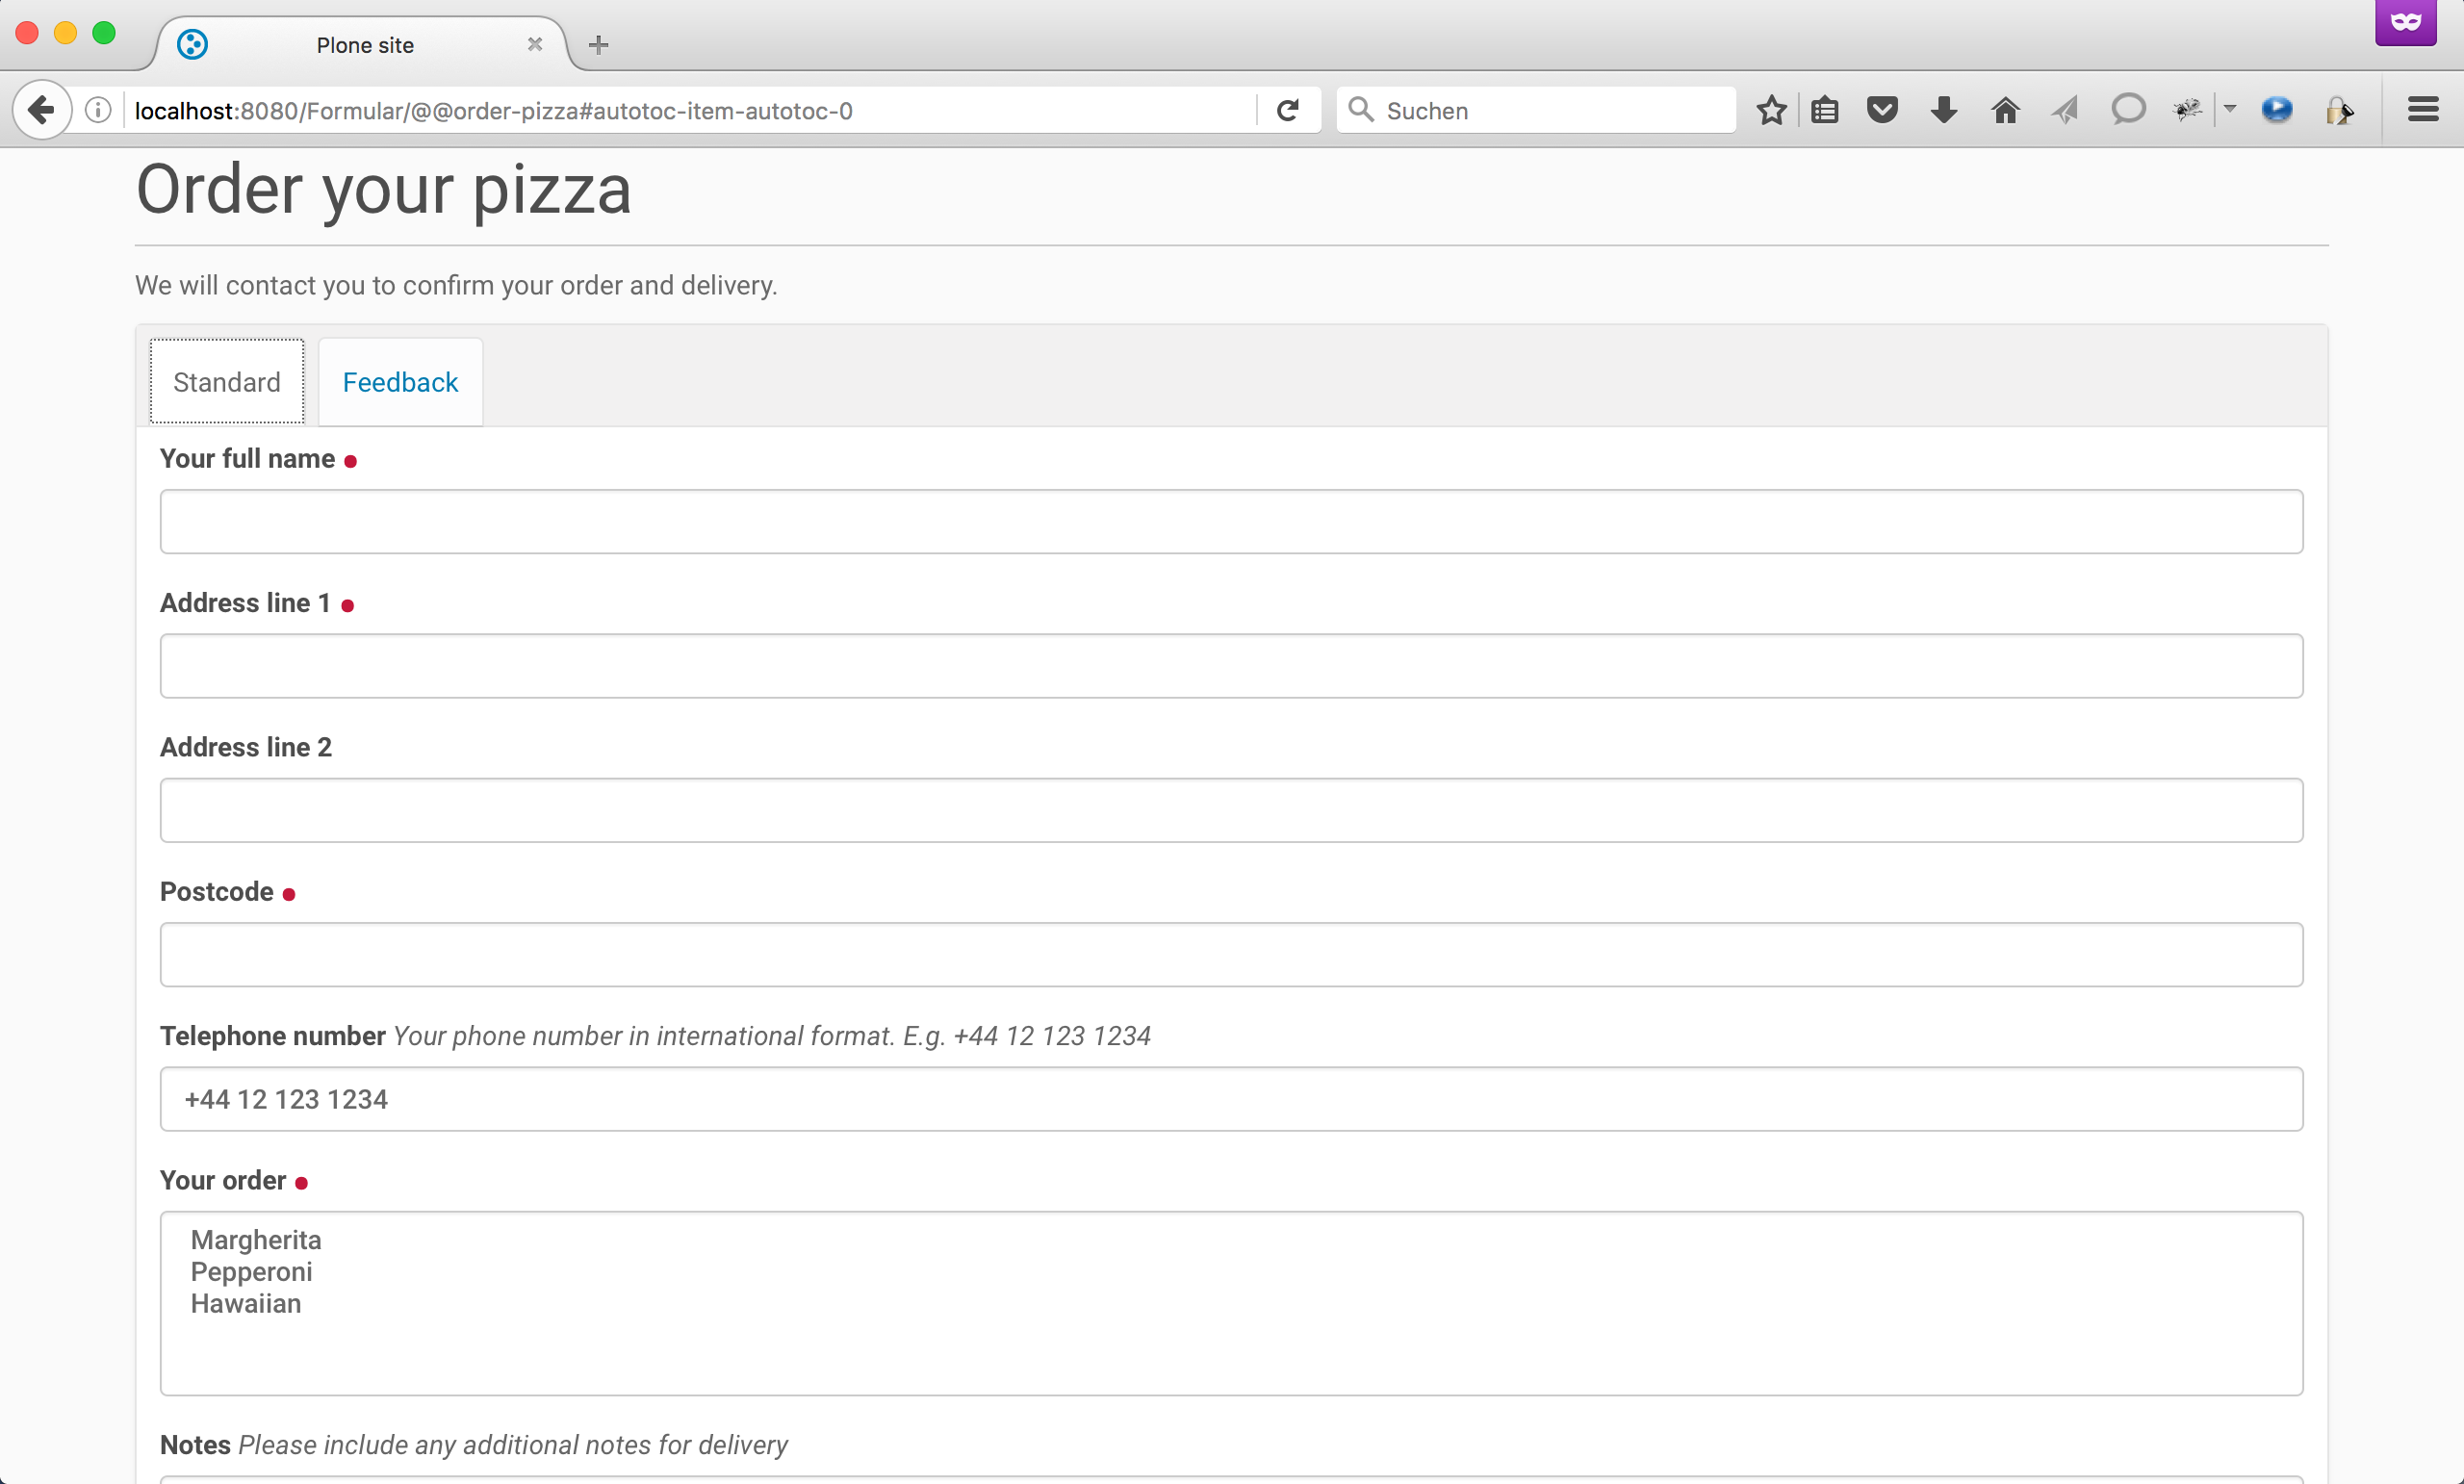 Plone site
localhost:8080/Formular/@@order-pizza#autotoc-item-autotoc-0
Suchen
Order your pizza
We will contact you to confirm your order and delivery.
Standard
Feedback
Your full name
Address line 1
Address line 2
Postcode
Telephone number Your phone number in international format. E.g. +44 12 123 1234
+44 12 123 1234
Your order
Margherita
Pepperoni
Hawaiian
Notes Please include any additional notes for delivery